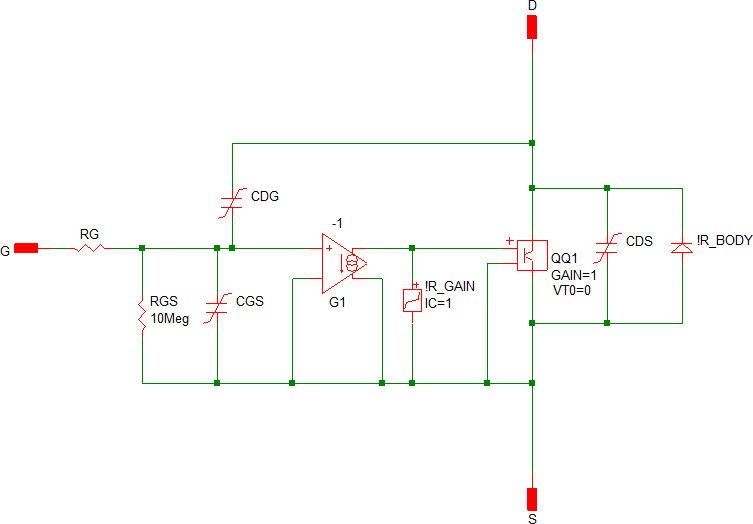 D
CDG
-1
RG
G
QQ1
GAIN=1
VT0=0
CDS
!R_BODY
RGS
10Meg
CGS
G1
!R_GAIN
IC=1
S